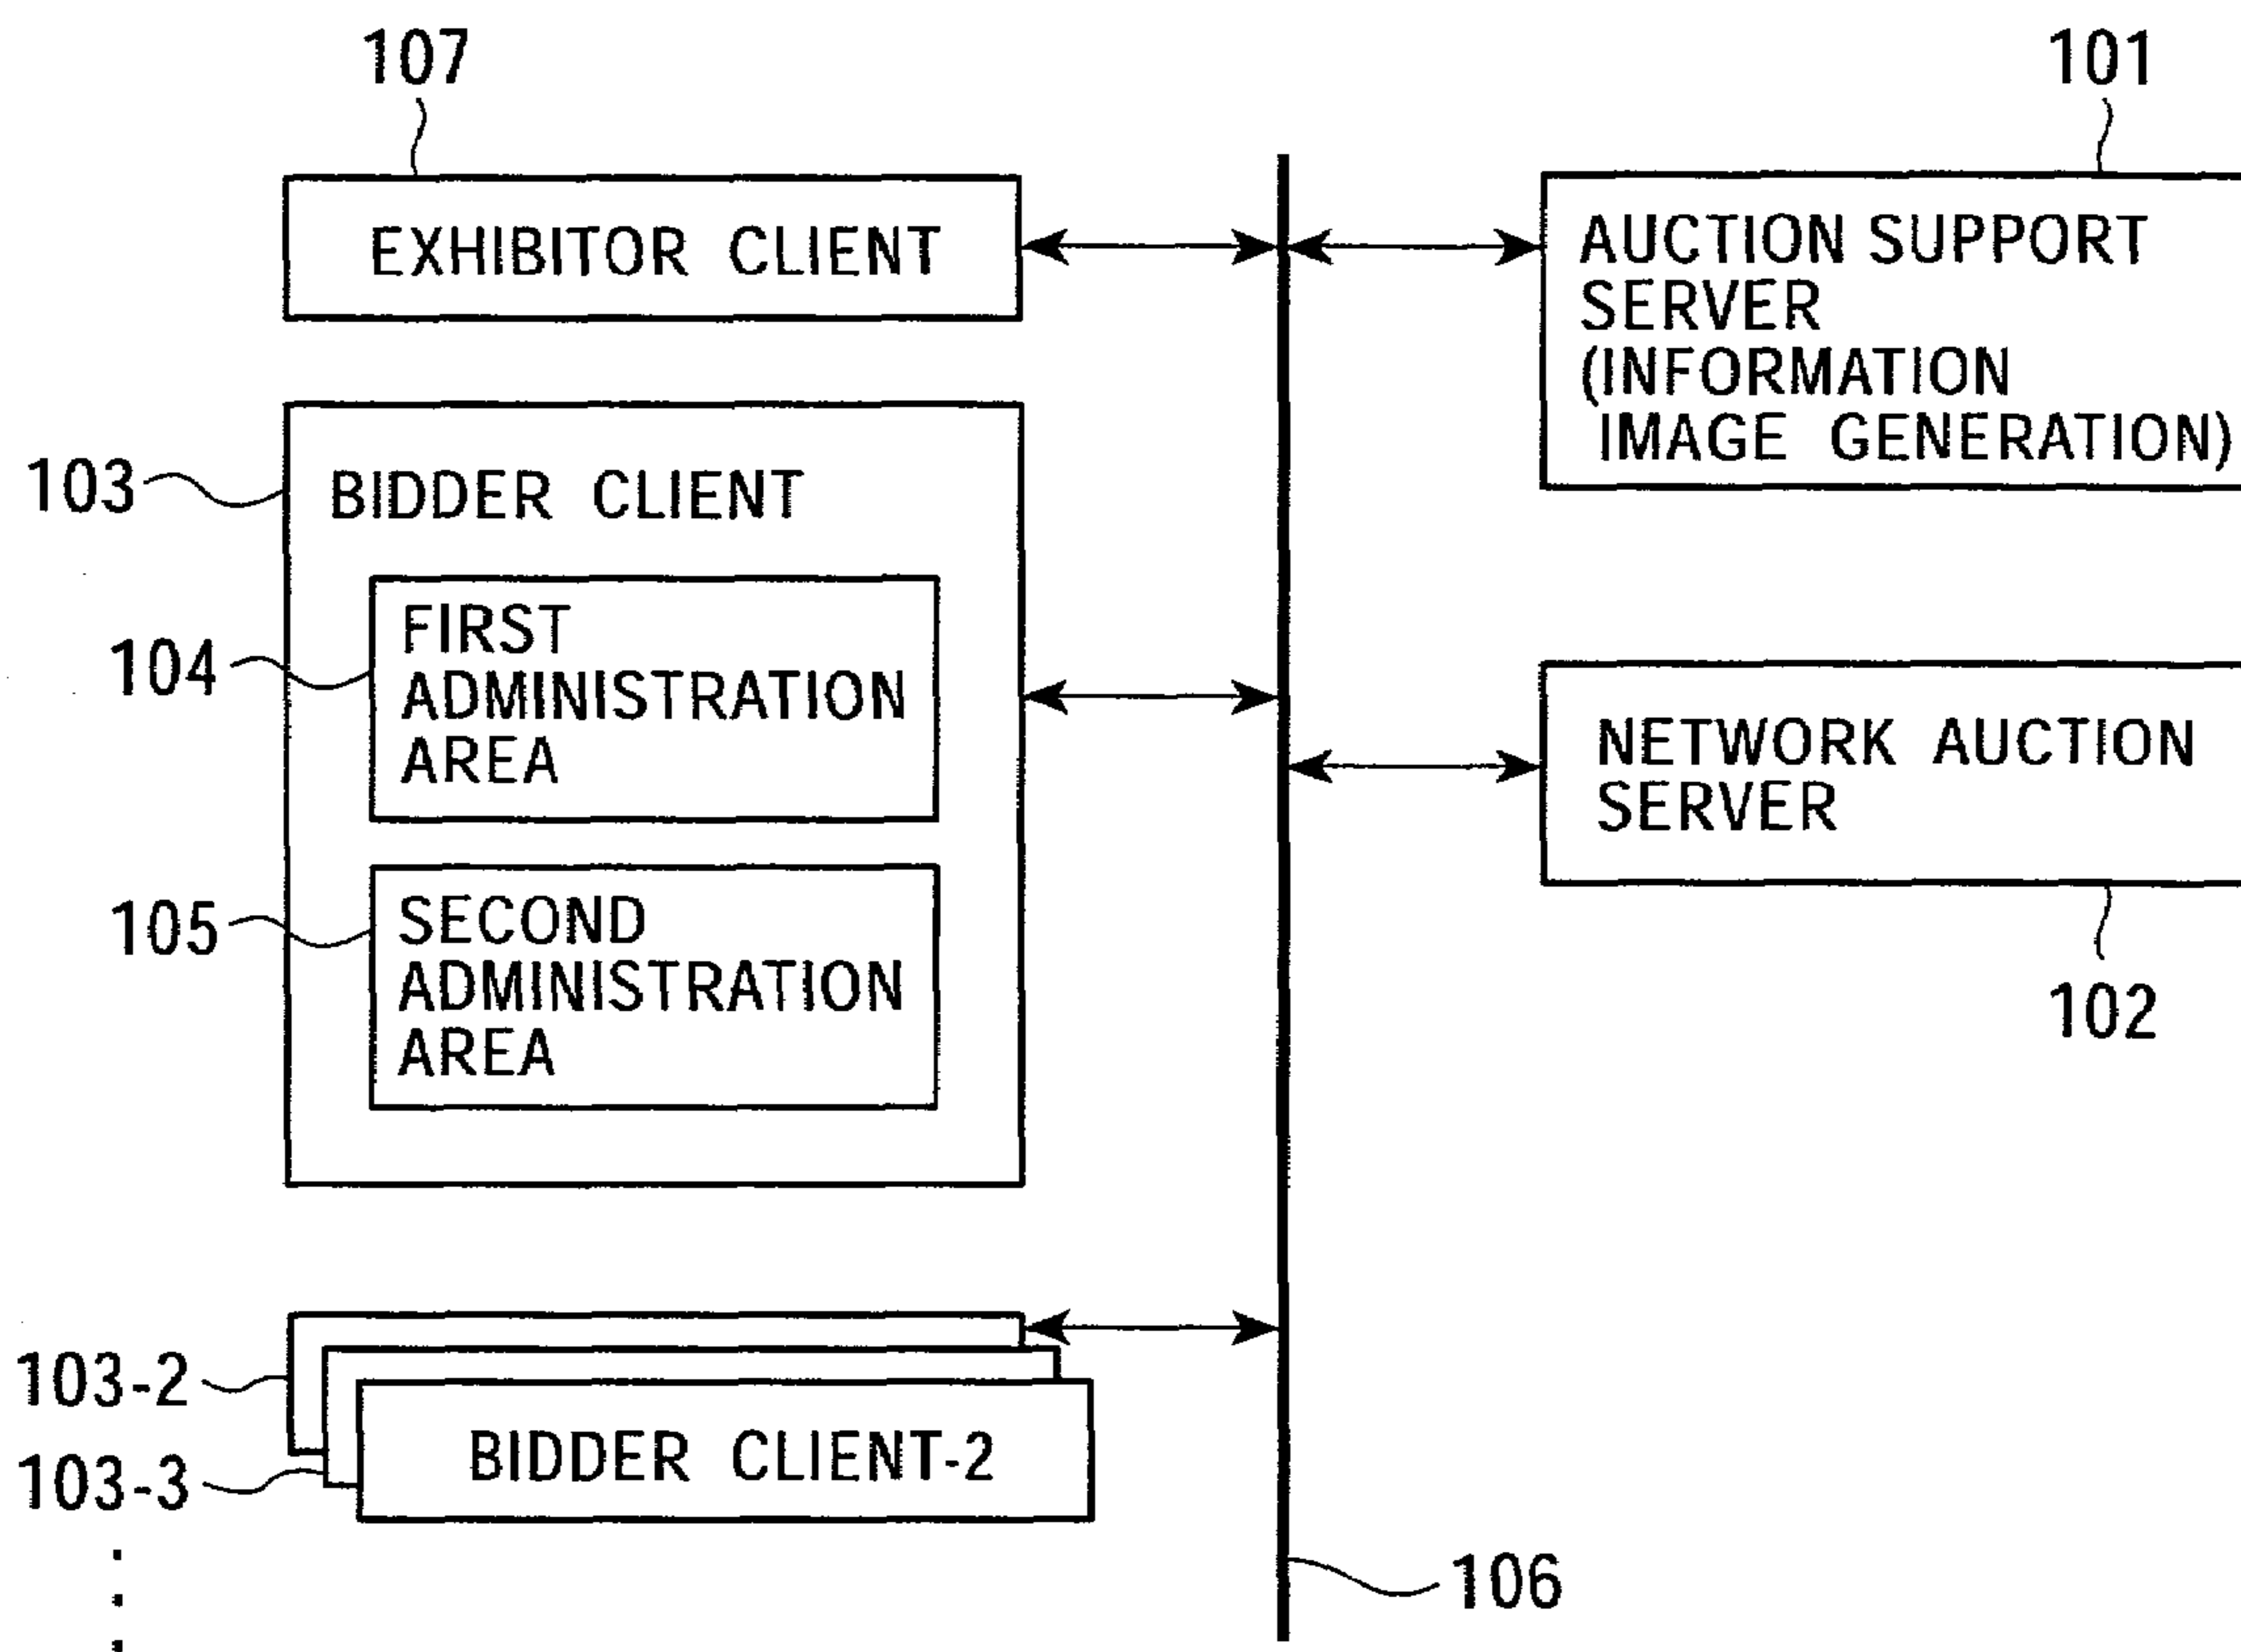 107
101
EXHIBITOR CLIENT
AUCTION SUPPORT
SERVER
(INFORMATION
IMAGE GENERATION)
103
BIDDER CLIENT
104
FIRST
ADMINISTRATION
AREA
NETWORK AUCTION
SERVER
105
SECOND
ADMINISTRATION
AREA
102
103-2
103-3
BIDDER CLIENT-2
106